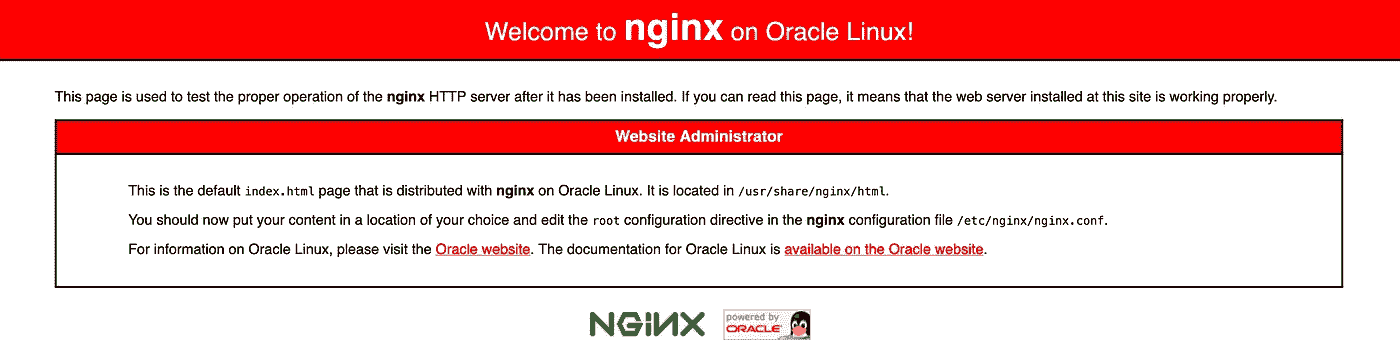 Welcome to nginx on Oracle Linux!
This page is used to test the proper operation of the nginx HTTP server after it has been installed. If you can read this page, it means that the web server installed at this site is working properly.
Website Administrator
This is the default index.html page that is distributed with nginx on Oracle Linux. It is located in /usr/share/nginx/html.
You should now put your content in a location of your choice and edit the root configuration directive in the nginx configuration file /etc/nginx/nginx.conf.
For information on Oracle Linux, please visit the Oracle website. The documentation for Oracle Linux is available on the Oracle website.
NGiNX
powered by
ORACLE